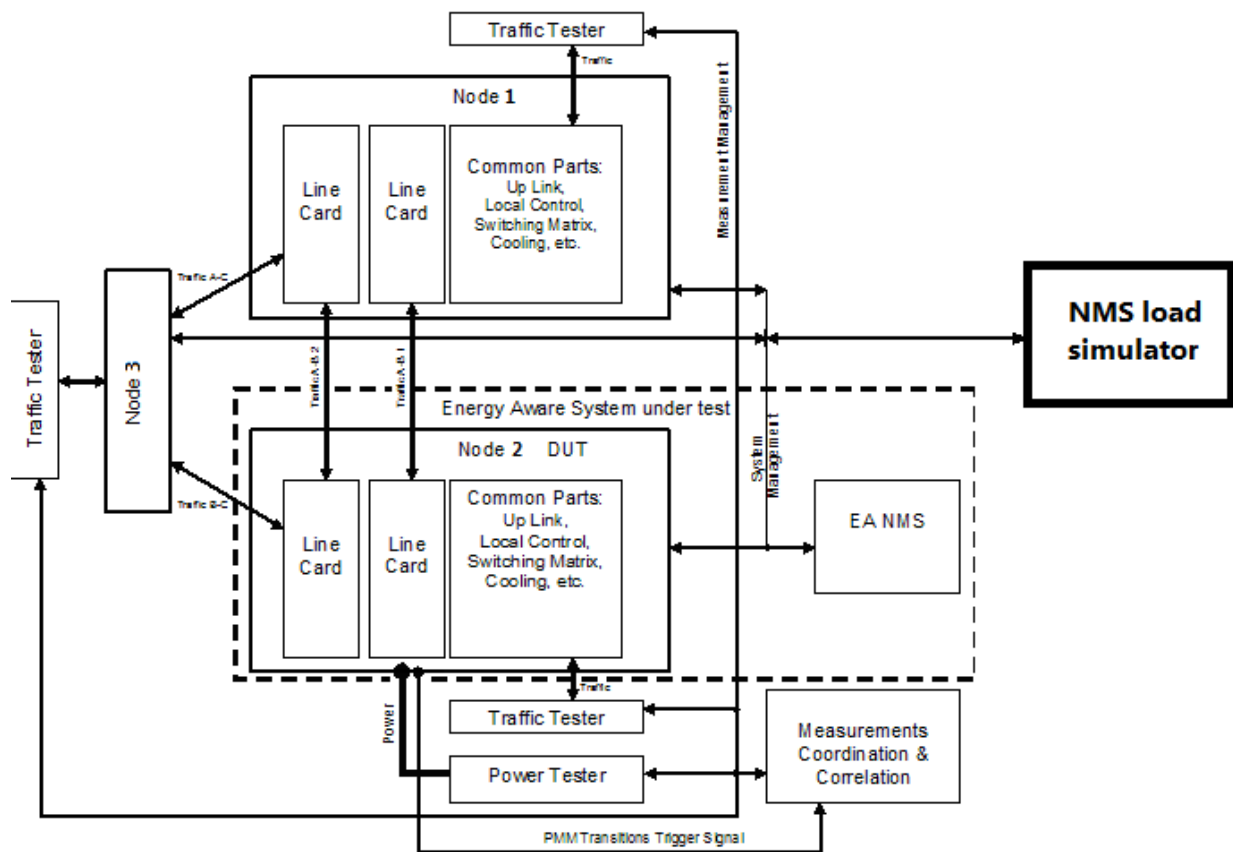 Traffic Tester
Traffic
Node 1
Measurement Management
Line
Card
Line
Card
Common Parts:
Up Link,
Local Control,
Switching Matrix,
Cooling, etc.
Traffic A-C
NMS load
simulator
Traffic Tester
Node 3
Traffic A-B 2
Traffic A-B 1
Energy Aware System under test
Node 2 DUT
System
Management
Traffic B-C
Line
Card
Line
Card
Common Parts:
Up Link,
Local Control,
Switching Matrix,
Cooling, etc.
EA NMS
Traffic
Power
Traffic Tester
Measurements
Coordination &
Correlation
Power Tester
PMM Transitions Trigger Signal